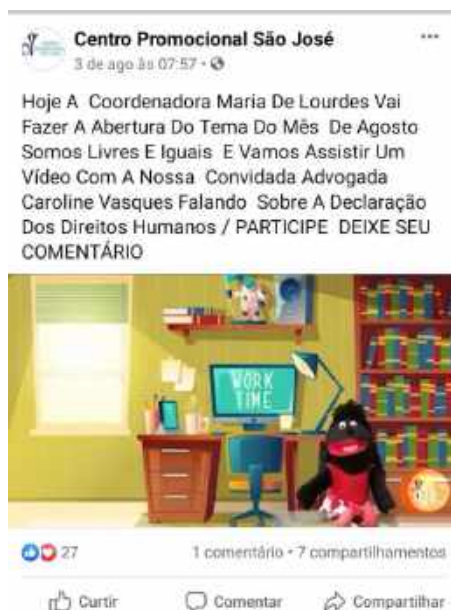 Centro Promocional São José
3 de ago às 07:57 •
Hoje A Coordenadora Maria De Lourdes Vai
Fazer A Abertura Do Tema Do Mês De Agosto
Somos Livres E Iguais E Vamos Assistir Um
Vídeo Com A Nossa Convidada Advogada
Caroline Vasques Falando Sobre A Declaração
Dos Direitos Humanos / PARTICIPE DEIXE SEU
COMENTÁRIO
WORK
TIME
27
1 comentário • 7 compartilhamentos
Curtir
Comentar
Compartilhar